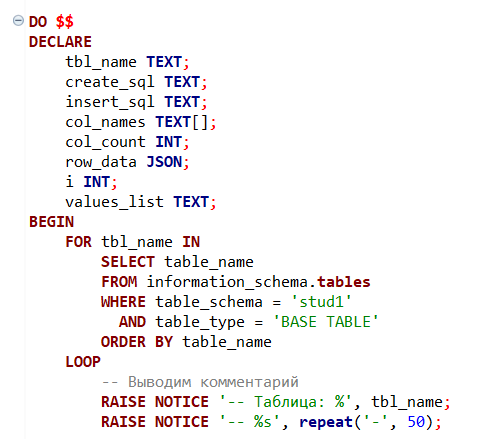 DO $$
DECLARE
    tbl_name TEXT;
    create_sql TEXT;
    insert_sql TEXT;
    col_names TEXT[];
    col_count INT;
    row_data JSON;
    i INT;
    values_list TEXT;
BEGIN
    FOR tbl_name IN
        SELECT table_name
        FROM information_schema.tables
        WHERE table_schema = 'stud1'
          AND table_type = 'BASE TABLE'
        ORDER BY table_name
    LOOP
        -- Выводим комментарий
        RAISE NOTICE '-- Таблица: %', tbl_name;
        RAISE NOTICE '-- %s', repeat('-', 50);